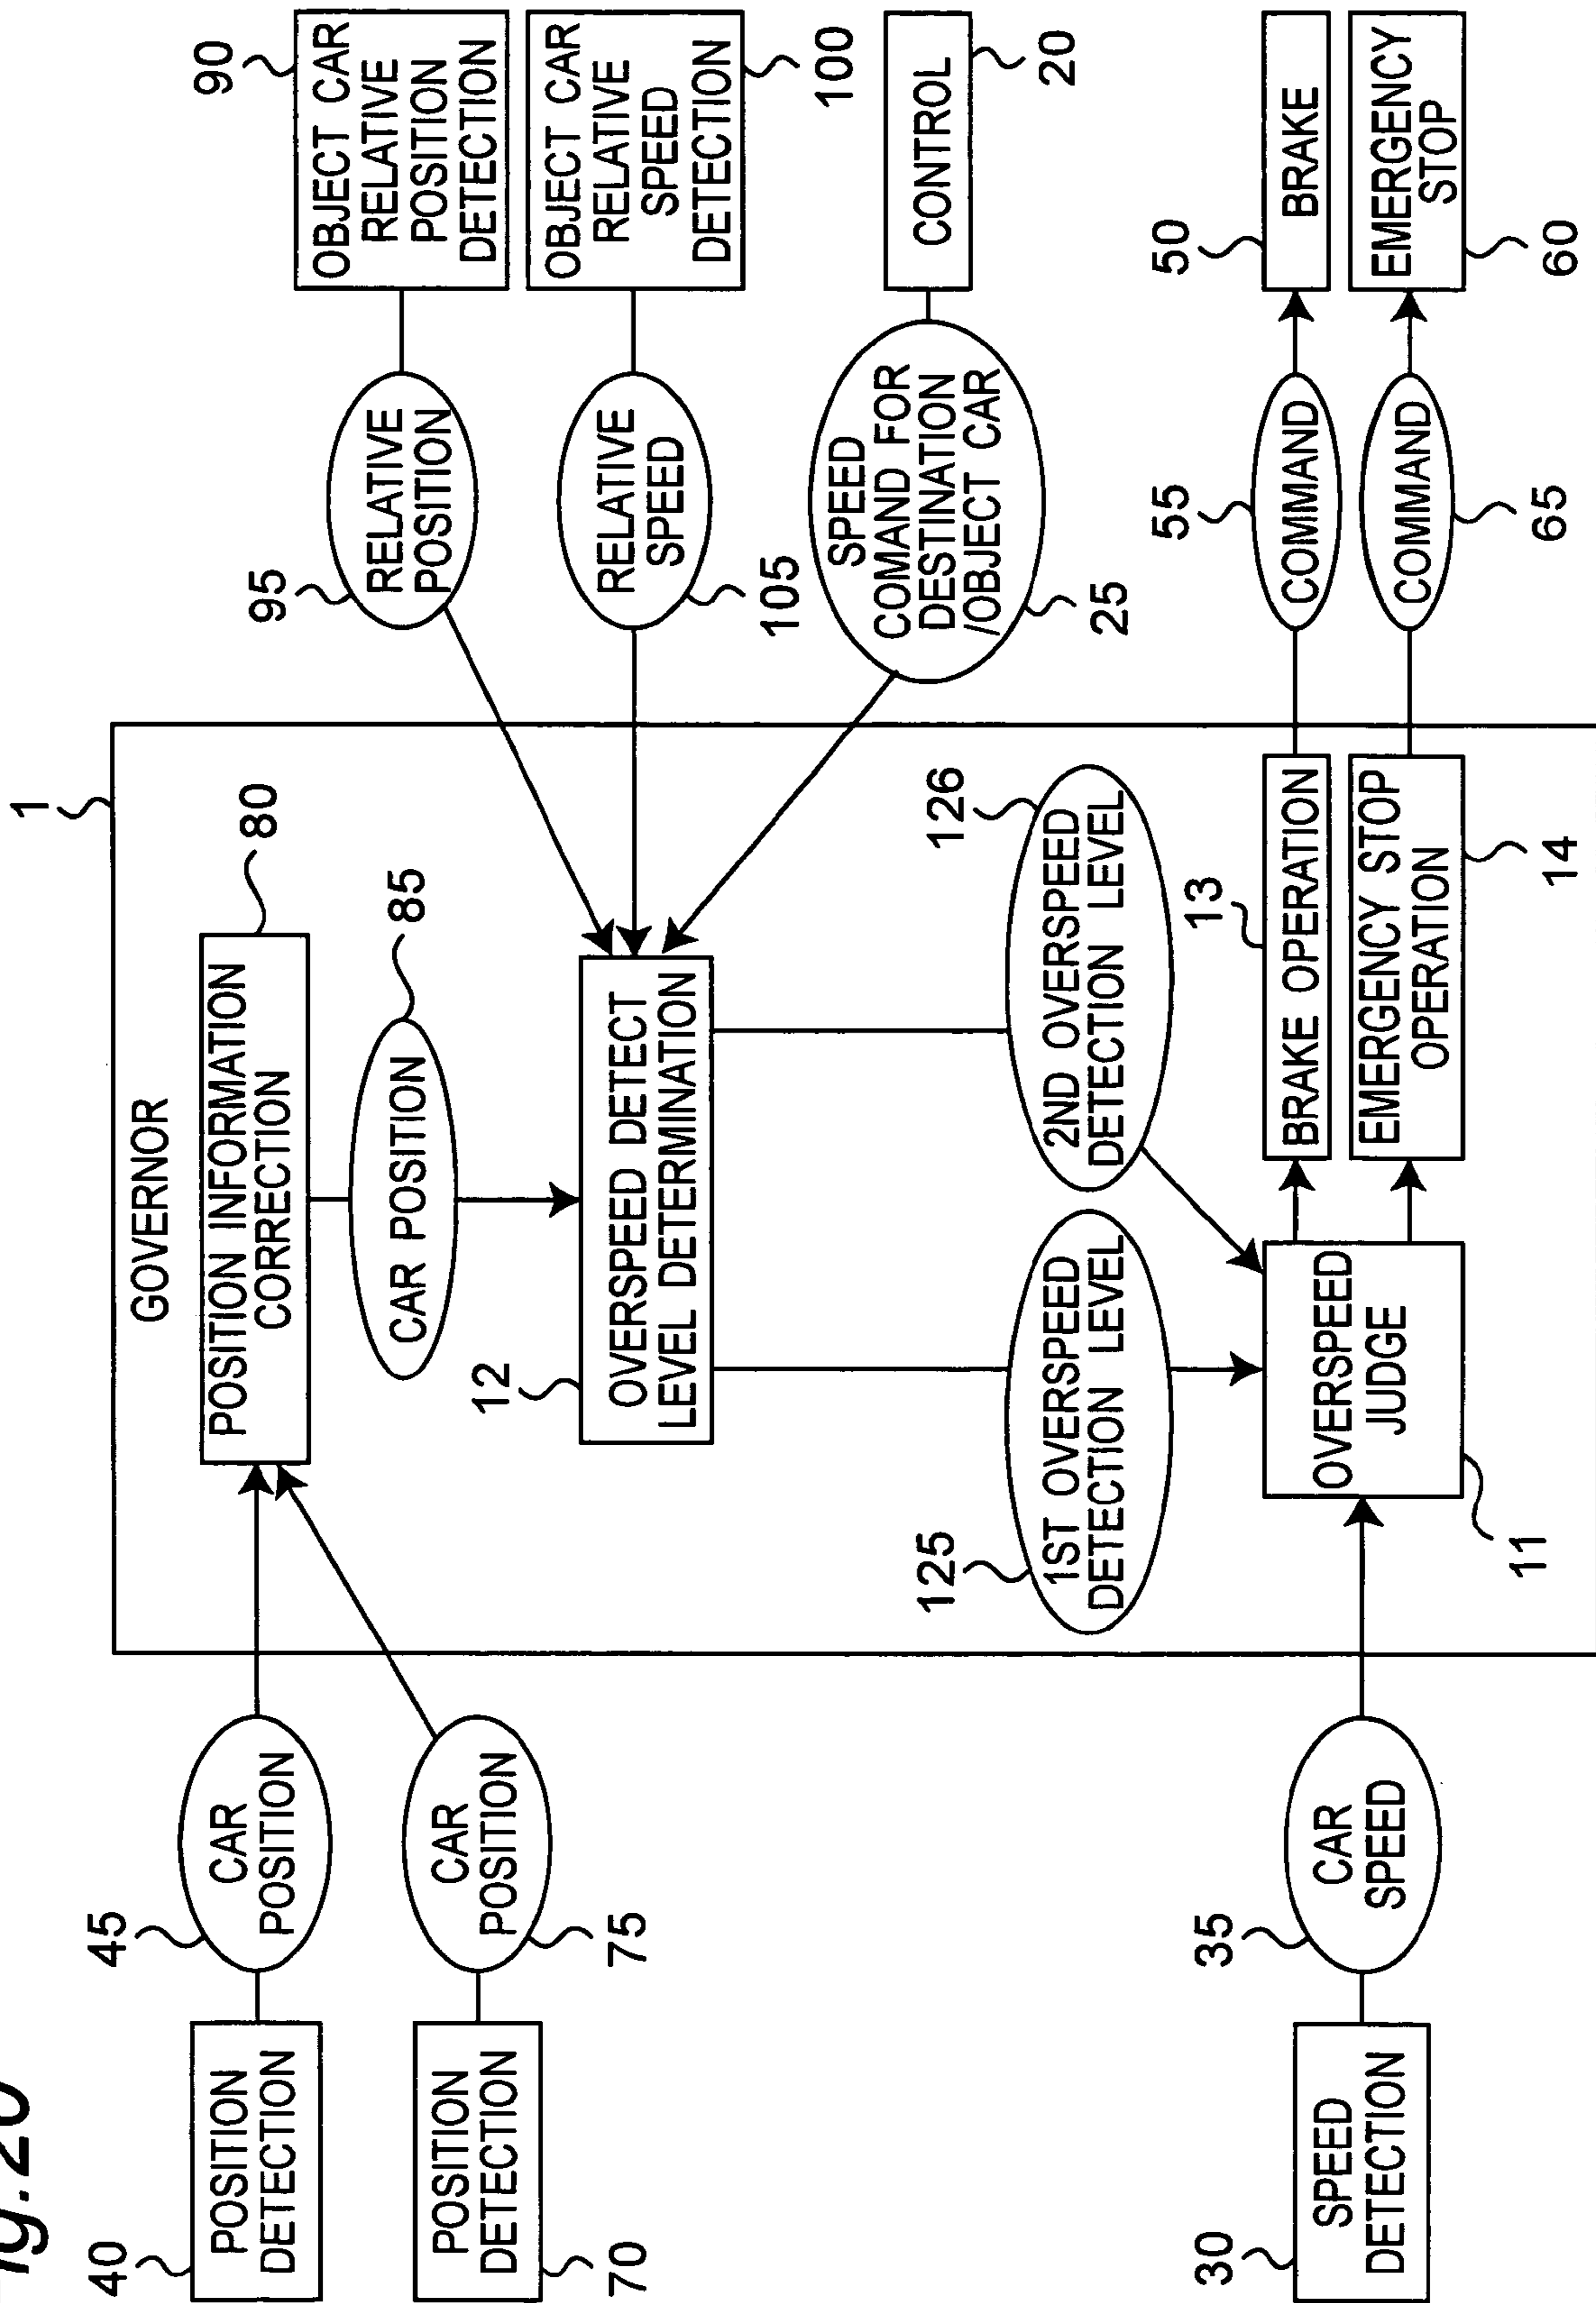 Fig.20
1
GOVERNOR
40
POSITION
DETECTION
45
CAR
POSITION
70
POSITION
DETECTION
75
CAR
POSITION
POSITION INFORMATION
CORRECTION
80
CAR POSITION
85
90
OBJECT CAR
RELATIVE
POSITION
DETECTION
95
RELATIVE
POSITION
OBJECT CAR
RELATIVE
SPEED
DETECTION
100
RELATIVE
SPEED
105
CONTROL
20
SPEED
COMAND FOR
DESTINATION
/OBJECT CAR
25
12
OVERSPEED DETECT
LEVEL DETERMINATION
125
1ST OVERSPEED
DETECTION LEVEL
126
2ND OVERSPEED
DETECTION LEVEL
30
SPEED
DETECTION
35
CAR
SPEED
OVERSPEED
JUDGE
11
13
BRAKE OPERATION
EMERGENCY STOP
OPERATION
14
55
COMMAND
COMMAND
65
50
BRAKE
EMERGENCY
STOP
60